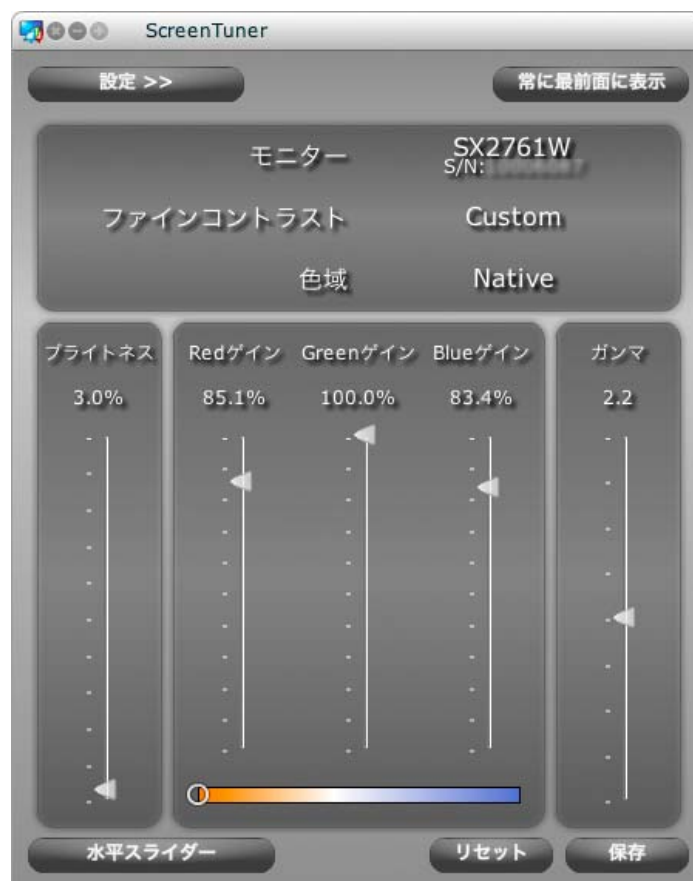 ScreenTuner
設定 >>
常に最前面に表示
モニター
SX2761W
S/N:
ファインコントラスト
Custom
色域
Native
ブライトネス
Redゲイン
Greenゲイン
Blueゲイン
ガンマ
3.0%
85.1%
100.0%
83.4%
2.2
水平スライダー
リセット
保存